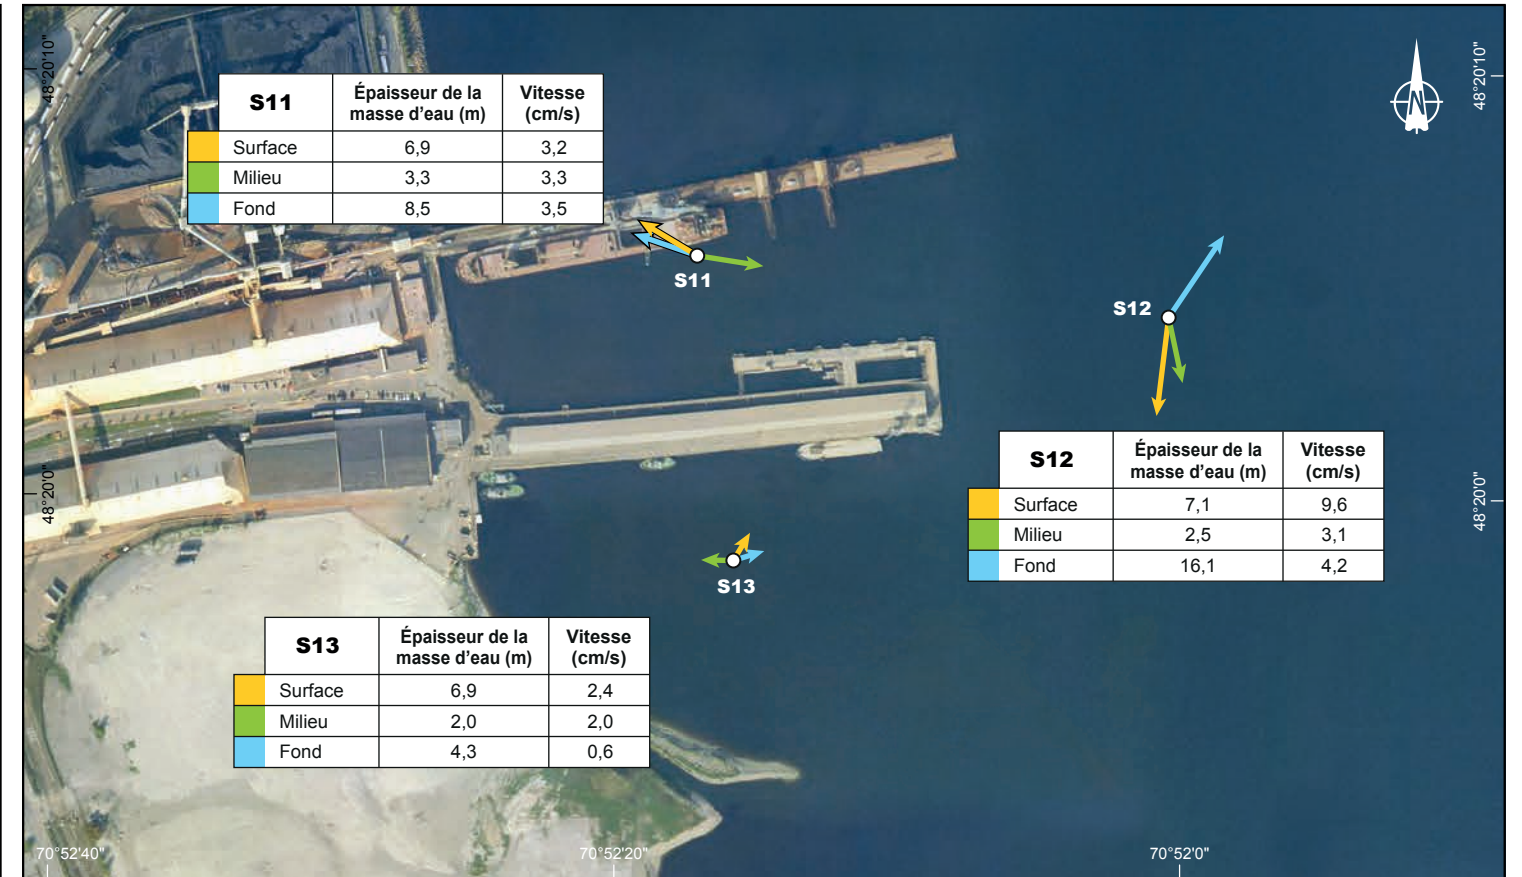 48°20'10"
48°20'10"
N
S11 Épaisseur de la masse d'eau (m) Vitesse (cm/s)
Surface 6,9 3,2
Milieu 3,3 3,3
Fond 8,5 3,5
S11
S12
S12 Épaisseur de la masse d'eau (m) Vitesse (cm/s)
Surface 7,1 9,6
Milieu 2,5 3,1
Fond 16,1 4,2
48°20'0"
48°20'0"
S13
S13 Épaisseur de la masse d'eau (m) Vitesse (cm/s)
Surface 6,9 2,4
Milieu 2,0 2,0
Fond 4,3 0,6
70°52'40"
70°52'20"
70°52'0"